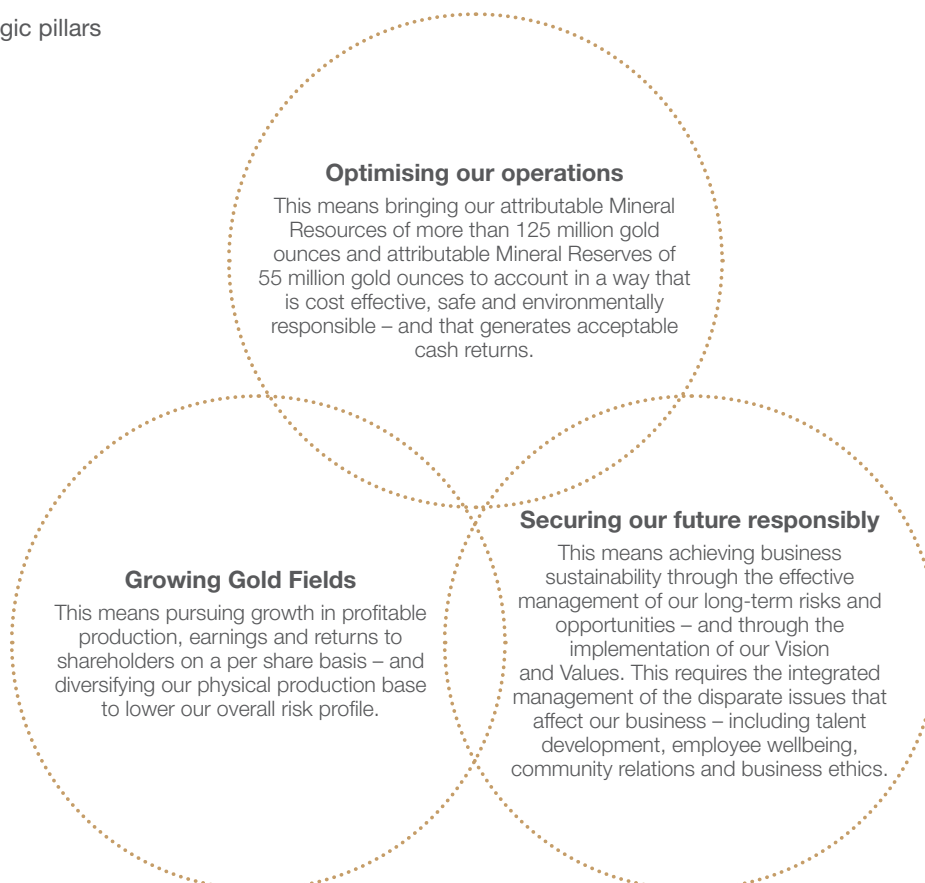 gic pillars
Optimising our operations
This means bringing our attributable Mineral
Resources of more than 125 million gold
ounces and attributable Mineral Reserves of
55 million gold ounces to account in a way that
is cost effective, safe and environmentally
responsible – and that generates acceptable
cash returns.
Growing Gold Fields
This means pursuing growth in profitable
production, earnings and returns to
shareholders on a per share basis – and
diversifying our physical production base
to lower our overall risk profile.
Securing our future responsibly
This means achieving business
sustainability through the effective
management of our long-term risks and
opportunities – and through the
implementation of our Vision
and Values. This requires the integrated
management of the disparate issues that
affect our business – including talent
development, employee wellbeing,
community relations and business ethics.